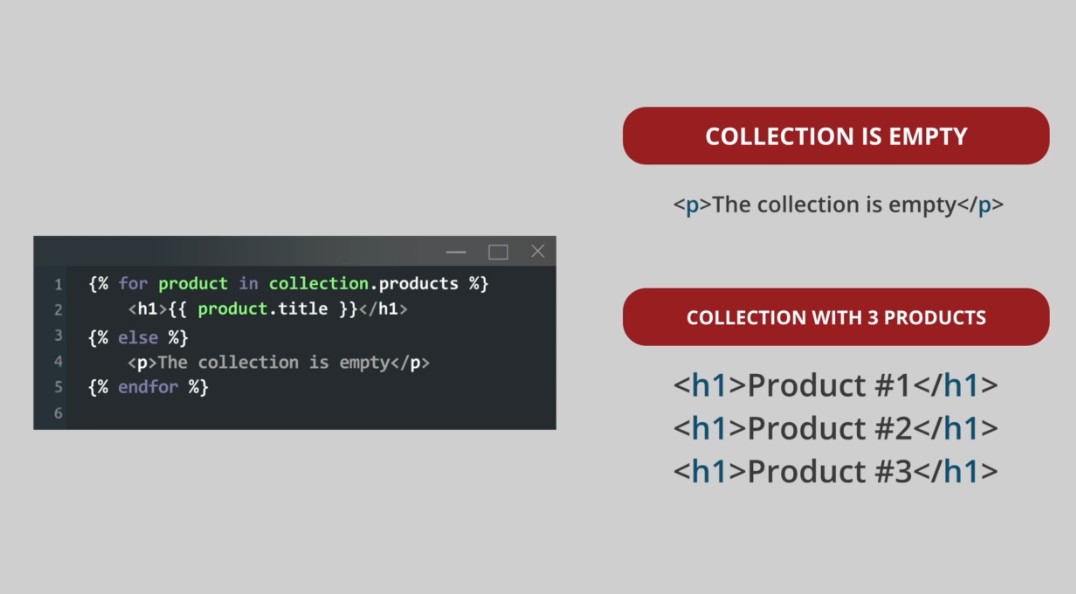 {% for product in collection.products %}
<h1>{{ product.title }}</h1>
{% else %}
<p>The collection is empty</p>
{% endfor %}
1
2
3
4
5
6
COLLECTION IS EMPTY
<p>The collection is empty</p>
COLLECTION WITH 3 PRODUCTS
<h1>Product #1</h1>
<h1>Product #2</h1>
<h1>Product #3</h1>